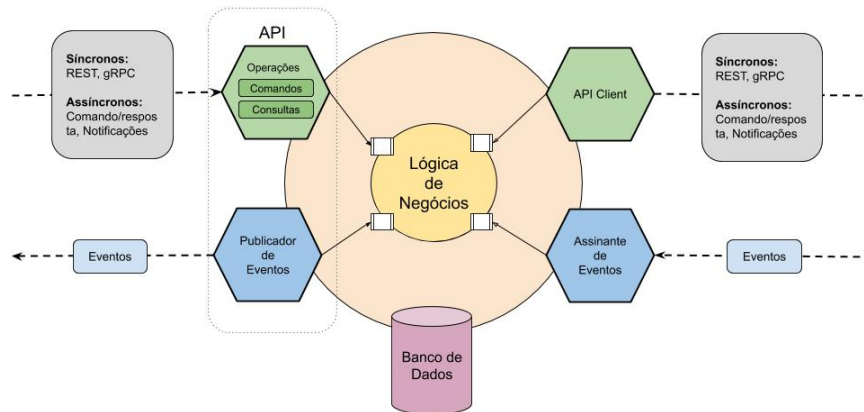 API
Síncronos:
REST, gRPC
Assíncronos:
Comando/respos
ta, Notificações
Operações
Comandos
Consultas
API Client
Síncronos:
REST, gRPC
Assíncronos:
Comando/respos
ta, Notificações
Lógica
de
Negócios
Eventos
Publicador
de
Eventos
Assinante
de
Eventos
Eventos
Banco de
Dados